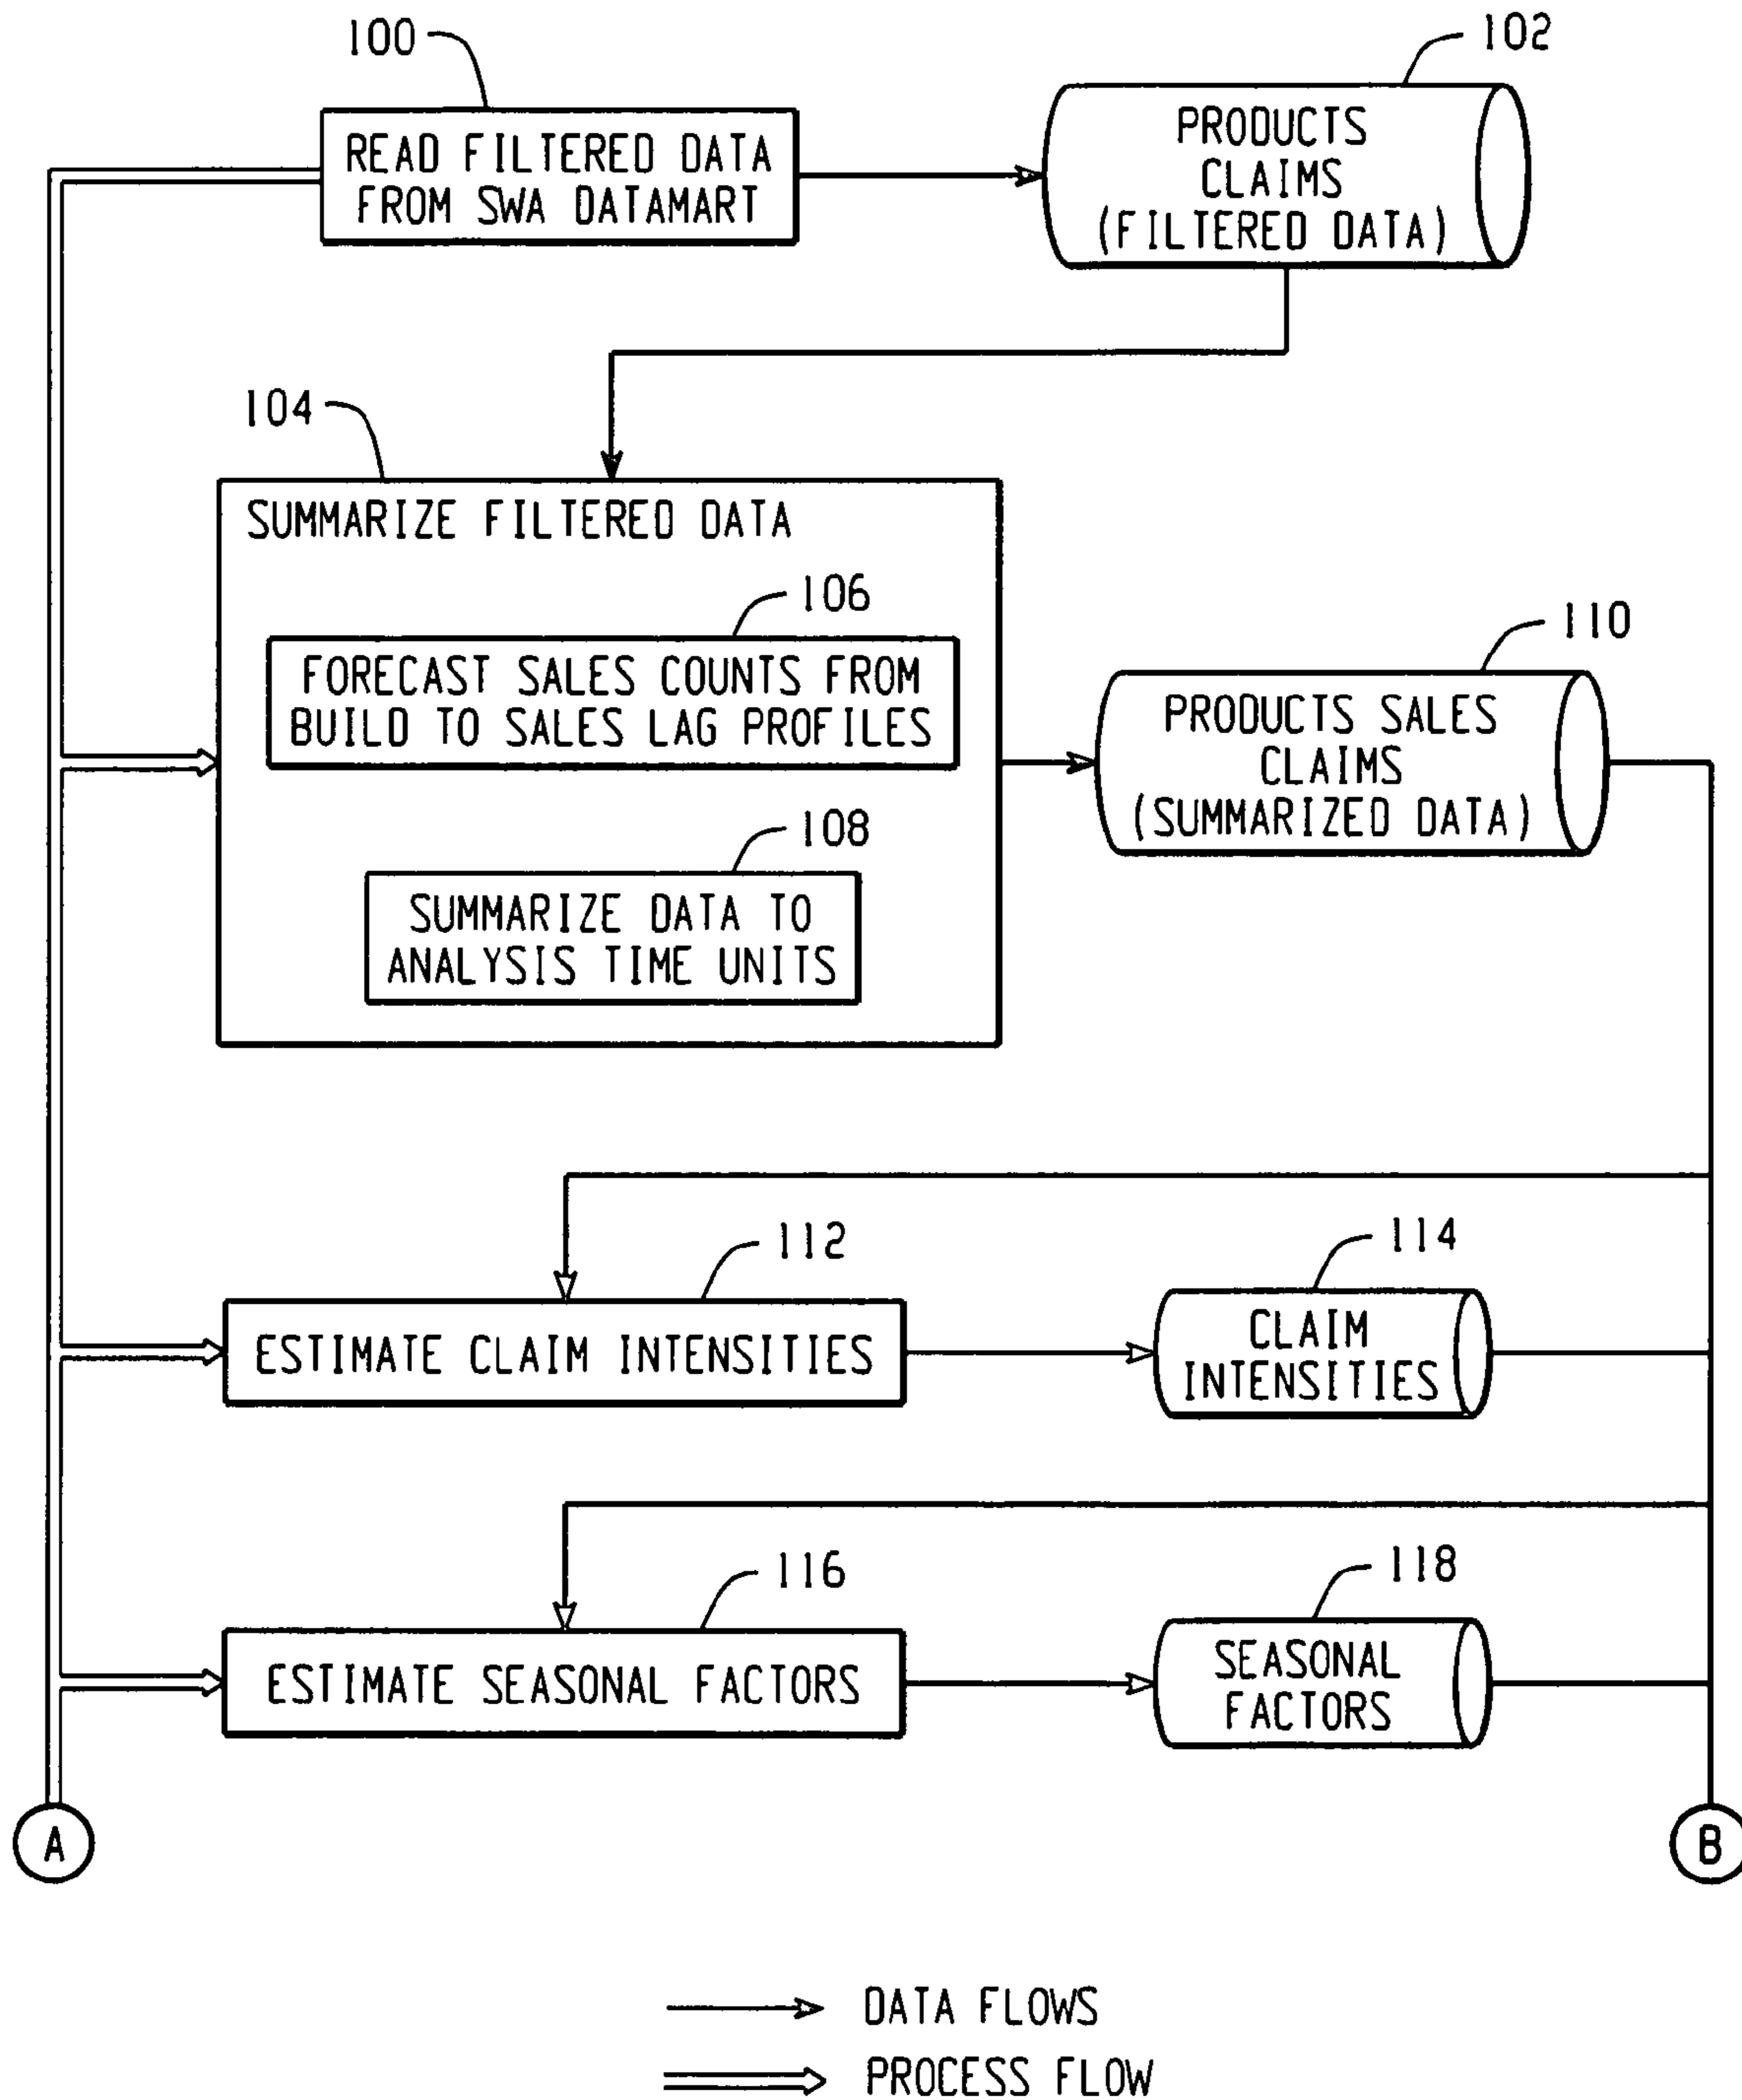 100
READ FILTERED DATA
FROM SWA DATAMART
102
PRODUCTS
CLAIMS
(FILTERED DATA)
104
SUMMARIZE FILTERED DATA
106
FORECAST SALES COUNTS FROM
BUILD TO SALES LAG PROFILES
108
SUMMARIZE DATA TO
ANALYSIS TIME UNITS
110
PRODUCTS SALES
CLAIMS
(SUMMARIZED DATA)
112
ESTIMATE CLAIM INTENSITIES
114
CLAIM
INTENSITIES
116
ESTIMATE SEASONAL FACTORS
118
SEASONAL
FACTORS
A
B
DATA FLOWS
PROCESS FLOW